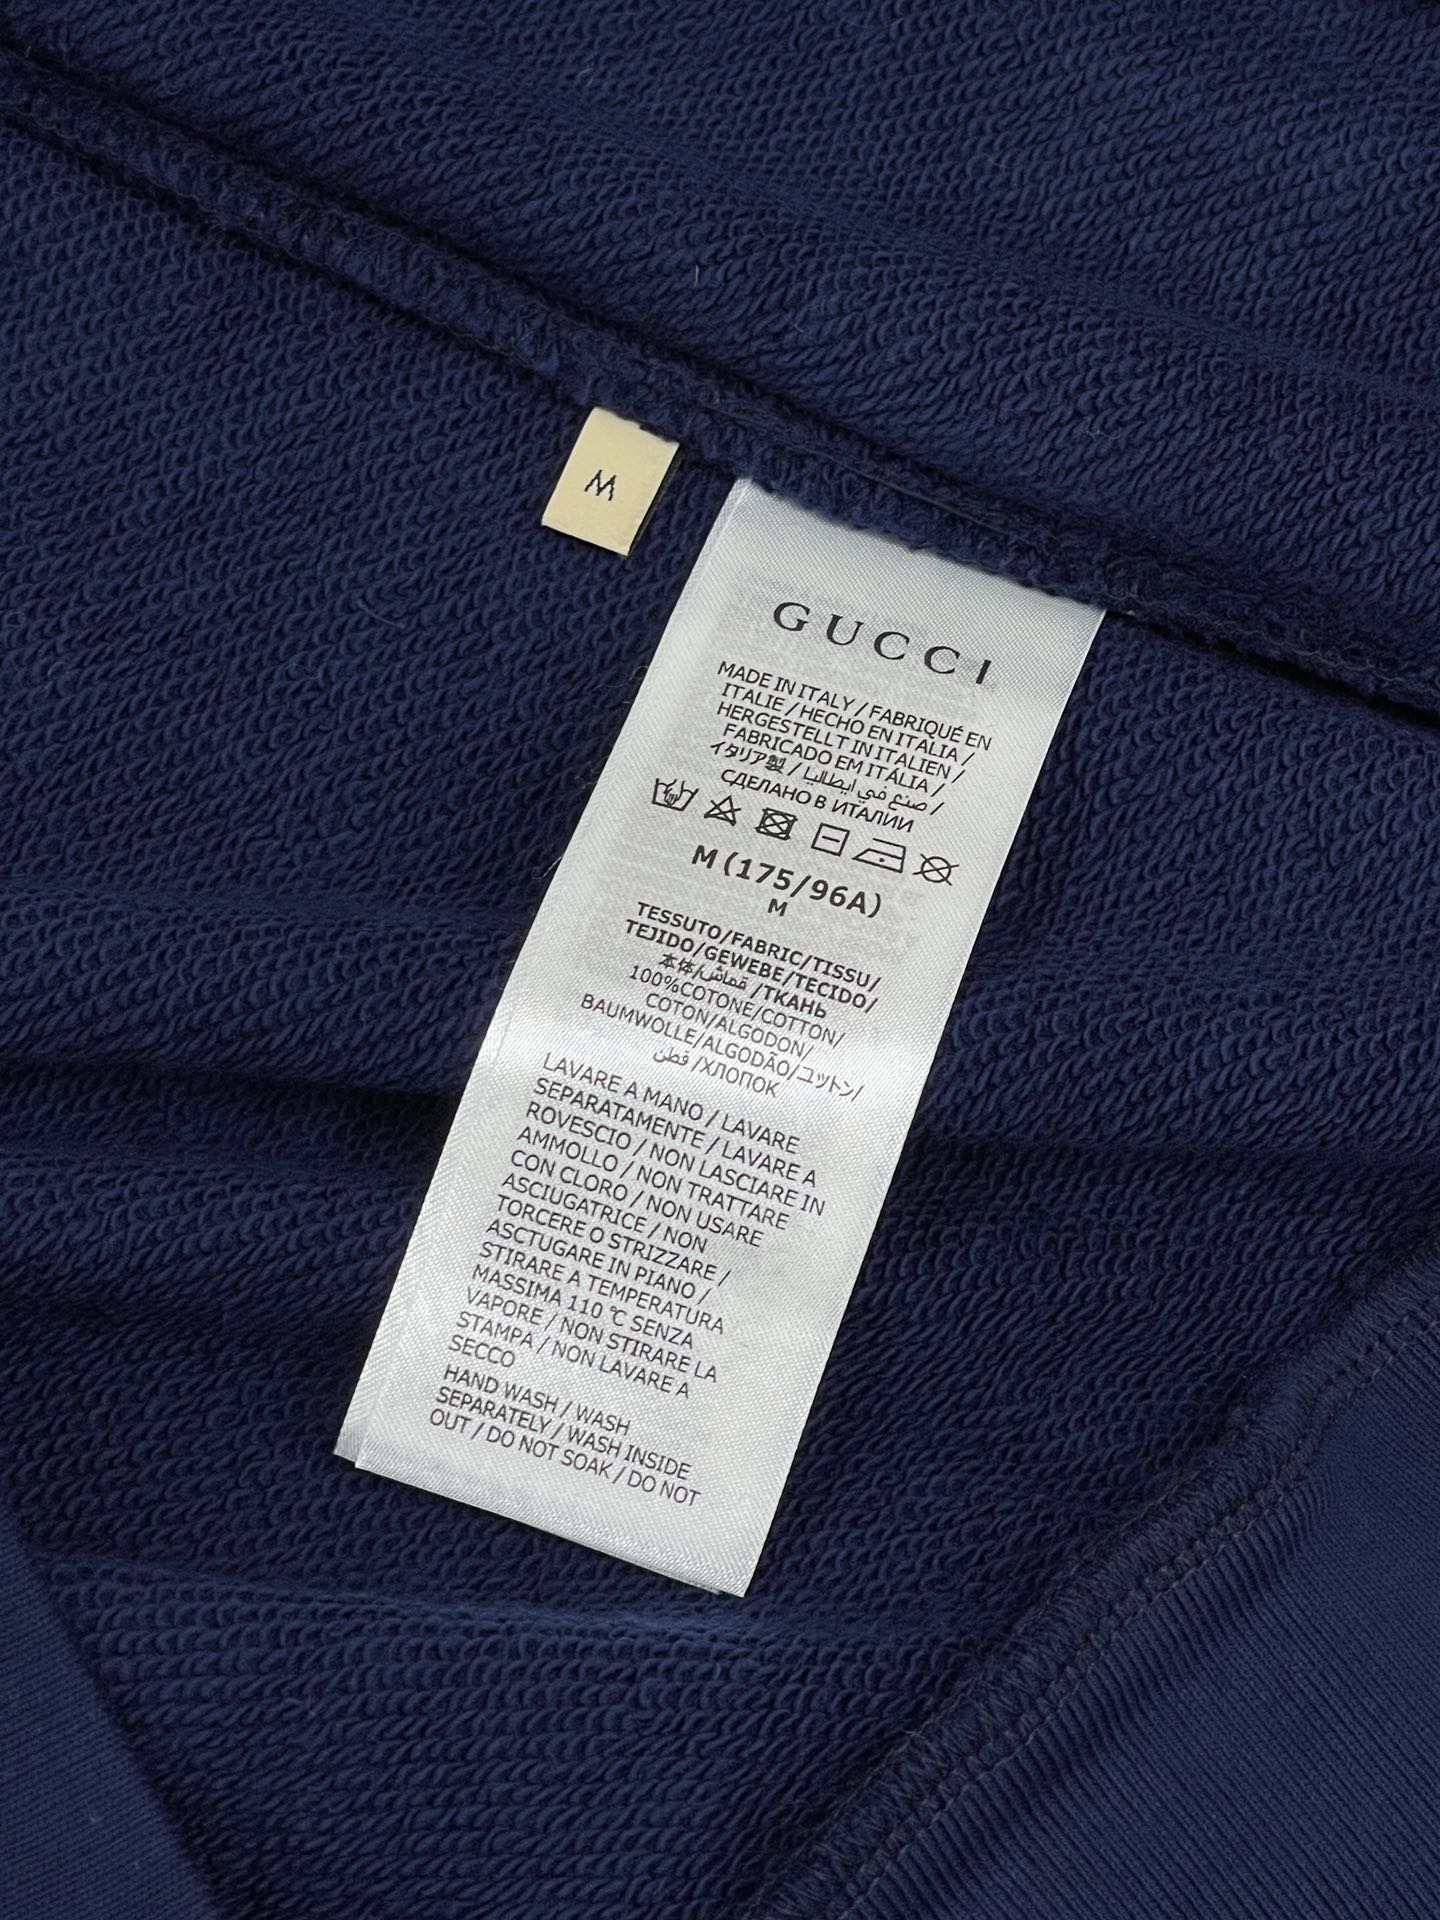 M
GUCCI
MADE IN ITALY / FABRIQUÉ EN
ITALIE / HECHO EN ITALIA /
HERGESTELLT IN ITALIEN /
FABRICADO EM ITÁLIA /
イタリア製 / صنع في ايطاليا /
СДЕЛАНО В ИТАЛИИ
M (175/96A)
M
TESSUTO/FABRIC/TISSU/
TEJIDO/GEWEBE/TECIDO/
本体/قماش /ТКАНЬ
100%COTONE/COTTON/
COTON/ALGODON/
BAUMWOLLE/ALGODÃO/コットン/
قطن /ХЛОПОК
LAVARE A MANO / LAVARE
SEPARATAMENTE / LAVARE A
ROVESCIO / NON LASCIARE IN
AMMOLLO / NON TRATTARE
CON CLORO / NON USARE
ASCIUGATRICE / NON
TORCERE O STRIZZARE /
ASCTUGARE IN PIANO /
STIRARE A TEMPERATURA
MASSIMA 110 ℃ SENZA
VAPORE / NON STIRARE LA
STAMPA / NON LAVARE A
SECCO
HAND WASH / WASH
SEPARATELY / WASH INSIDE
OUT / DO NOT SOAK / DO NOT